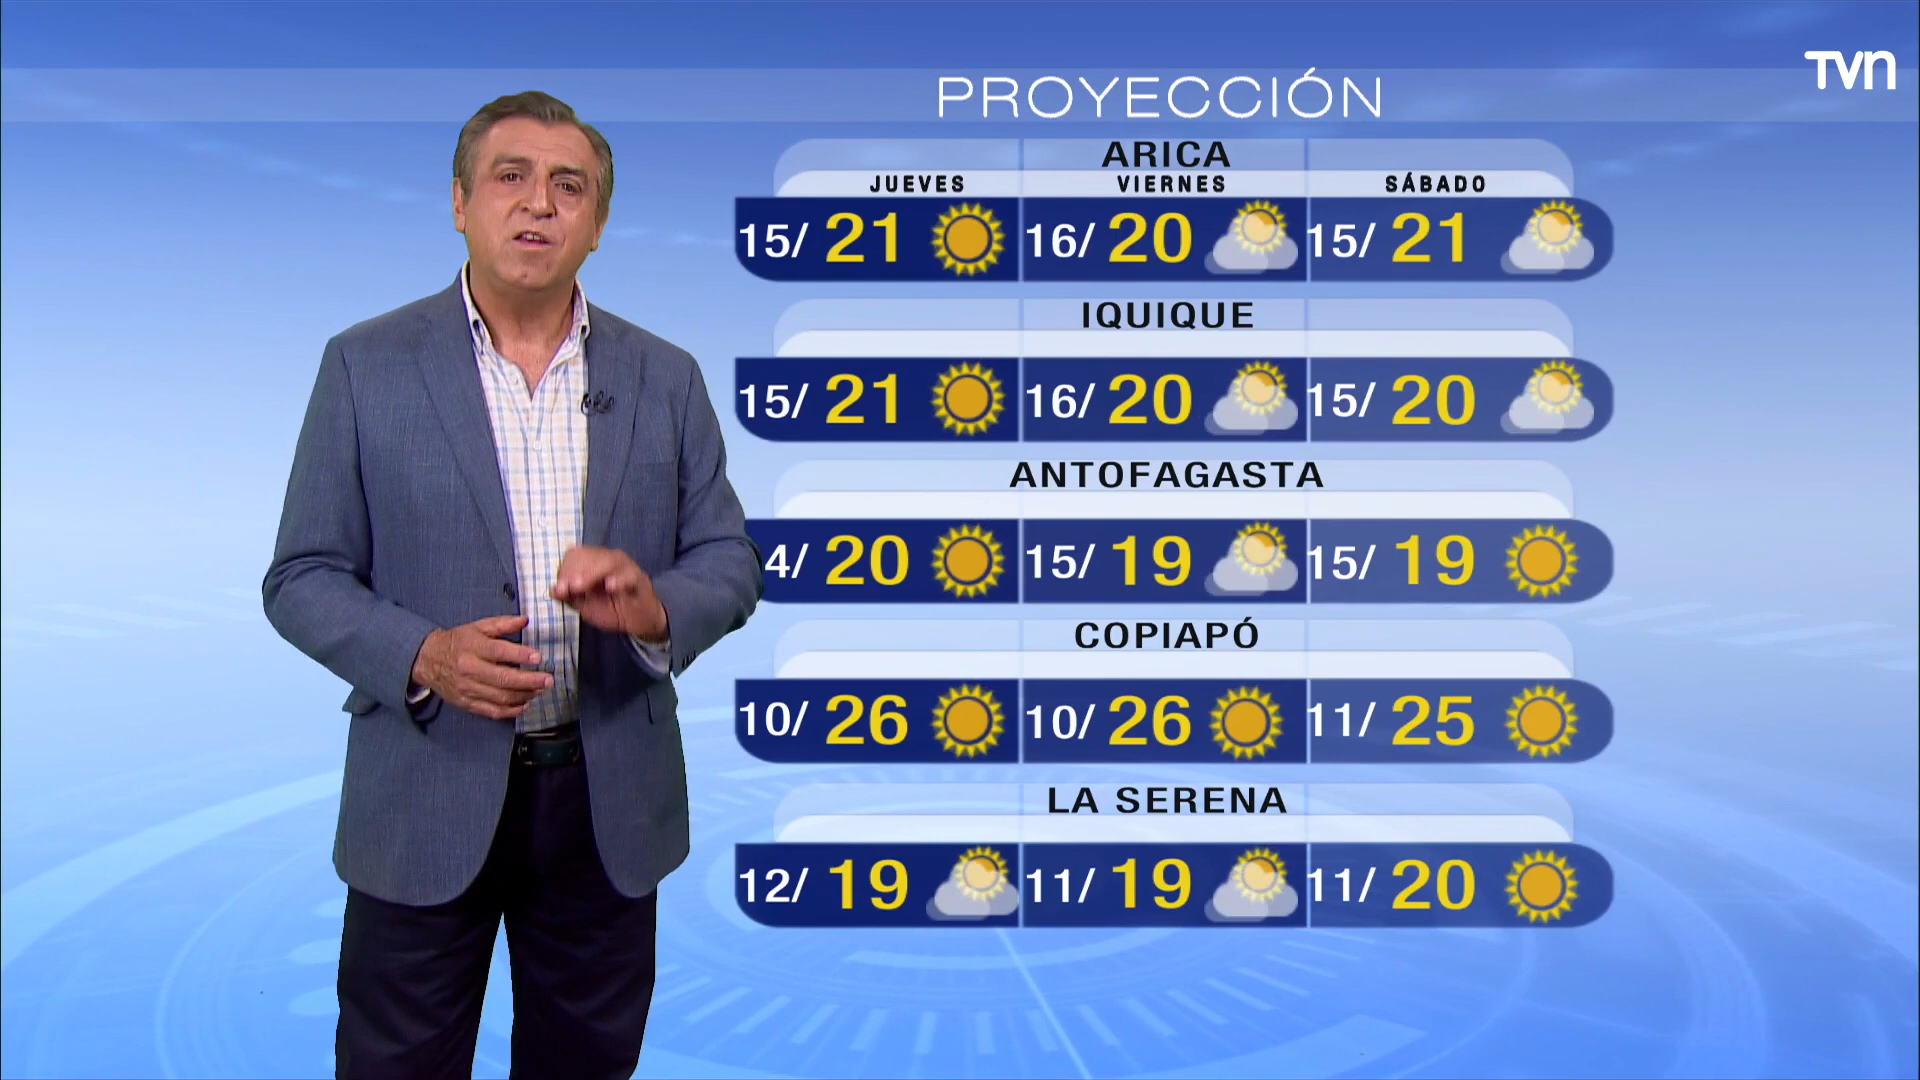 TVN
PROYECCIÓN
ARICA
JUEVES VIERNES SÁBADO
15/ 21 16/ 20 15/ 21
IQUIQUE
15/ 21 16/ 20 15/ 20
ANTOFAGASTA
4/ 20 15/ 19 15/ 19
COPIAPÓ
10/ 26 10/ 26 11/ 25
LA SERENA
12/ 19 11/ 19 11/ 20